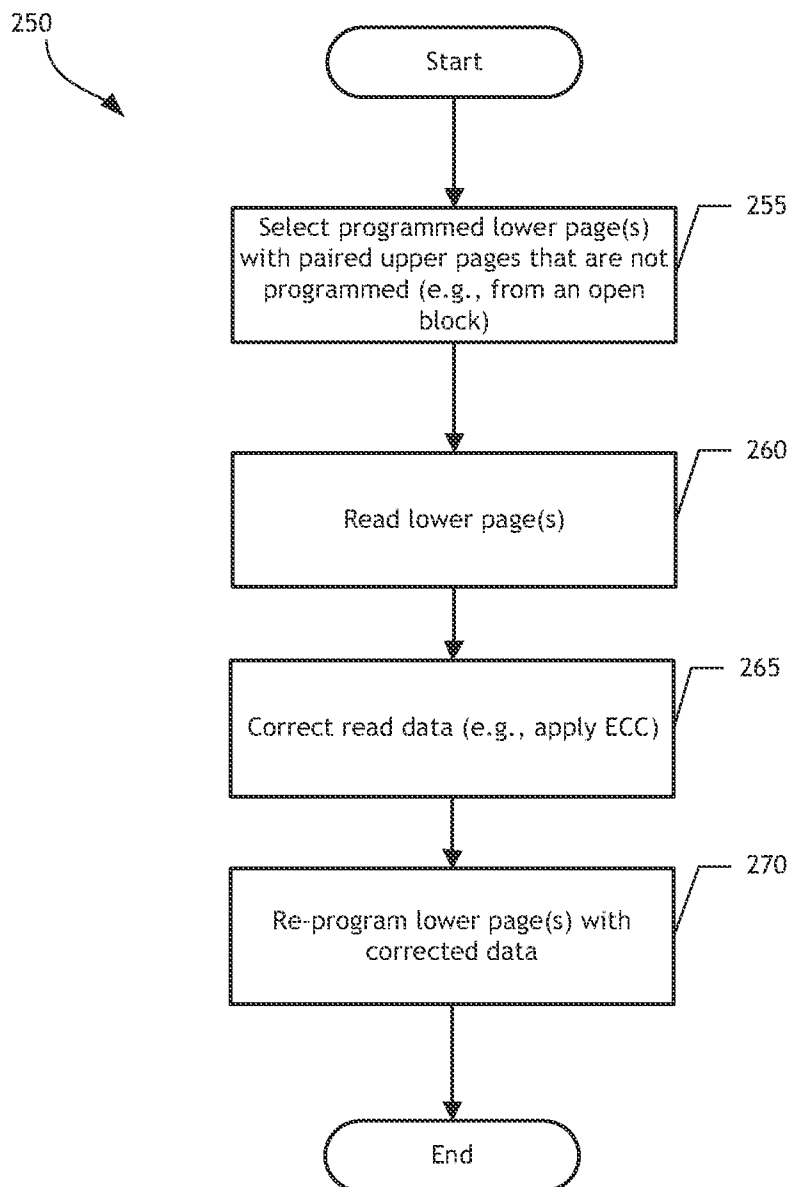 250
Start
255
Select programmed lower page(s)
with paired upper pages that are not
programmed (e.g., from an open
block)
260
Read lower page(s)
265
Correct read data (e.g., apply ECC)
270
Re-program lower page(s) with
corrected data
End